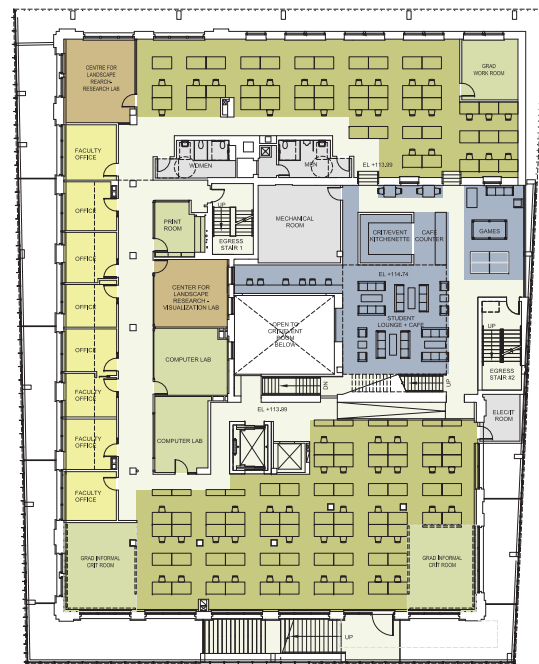 CENTRE FOR
LANDSCAPE
REARCH-
RESEARCH LAB
GRAD
WORK ROOM
FACULTY
OFFICE
WOMEN
MEN
EL +113.99
OFFICE
UP
PRINT
ROOM
EGRESS
STAIR 1
MECHANICAL
ROOM
CRIT/EVENT
KITCHENETTE
CAFE
COUNTER
GAMES
OFFICE
EL +114.74
CENTER FOR
LANDSCAPE
RESEARCH -
VISUALIZATION LAB
OFFICE
OPEN TO
CRIT/EVENT
ROOM
BELOW
STUDENT
LOUNGE + CAFE
UP
OFFICE
COMPUTER LAB
EGRESS
STAIR #2
FACULTY
OFFICE
DN
UP
EL +113.99
ELEC/IT
ROOM
FACULTY
OFFICE
COMPUTER LAB
FACULTY
OFFICE
GRAD INFORMAL
CRIT ROOM
GRAD INFORMAL
CRIT ROOM
UP